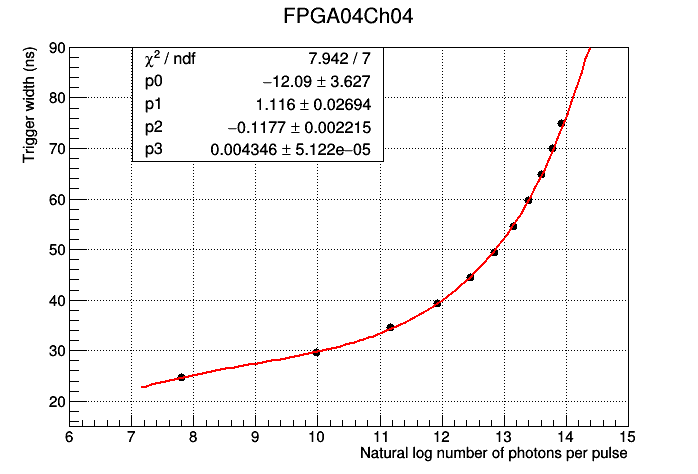 FPGA04Ch04
χ² / ndf 7.942 / 7
p0 −12.09 ± 3.627
p1 1.116 ± 0.02694
p2 −0.1177 ± 0.002215
p3 0.004346 ± 5.122e−05
Trigger width (ns)
90
80
70
60
50
40
30
20
6 7 8 9 10 11 12 13 14 15
Natural log number of photons per pulse